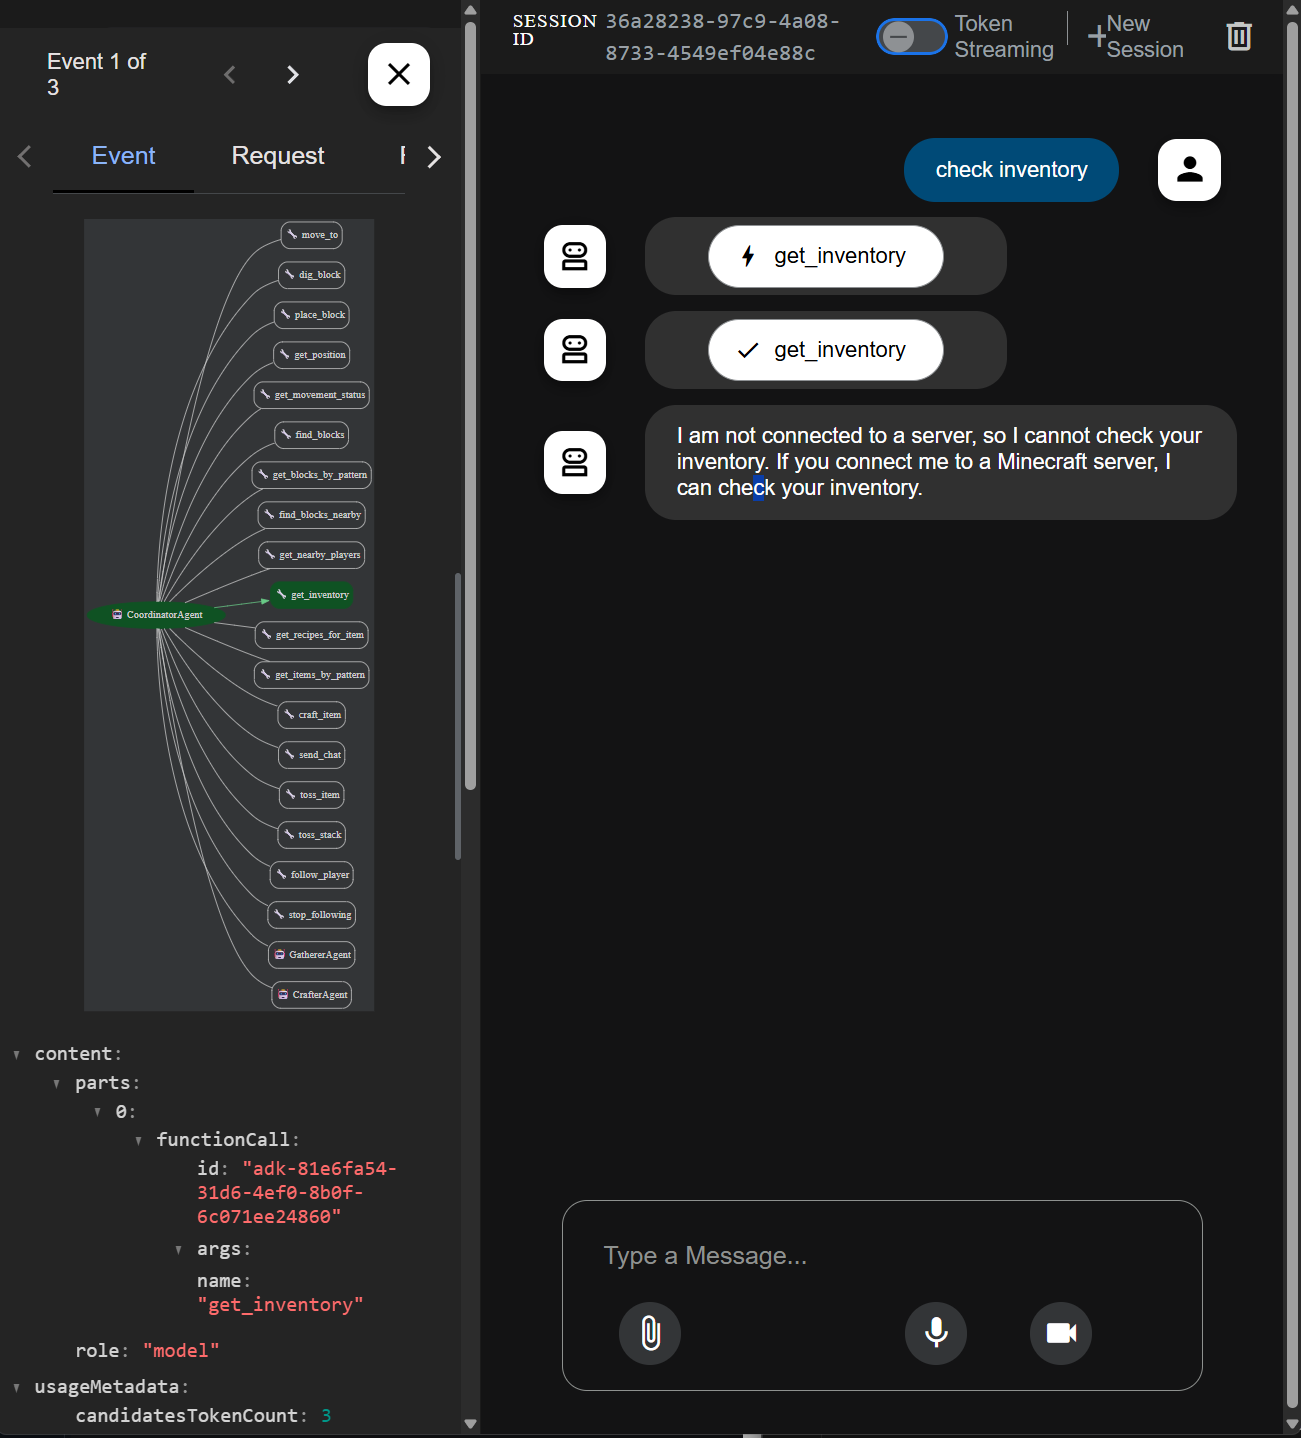 Event 1 of
3
Event
Request
move_to
dig_block
place_block
get_position
get_movement_status
find_blocks
get_blocks_by_pattern
find_blocks_nearby
get_nearby_players
get_inventory
CoordinatorAgent
get_recipes_for_item
get_items_by_pattern
craft_item
send_chat
toss_item
toss_stack
follow_player
stop_following
GathererAgent
CrafterAgent
content:
parts:
0:
functionCall:
id: "adk-81e6fa54-
31d6-4ef0-8b0f-
6c071ee24860"
args:
name:
"get_inventory"
role: "model"
usageMetadata:
candidatesTokenCount: 3
SESSION
ID
36a28238-97c9-4a08-
8733-4549ef04e88c
Token
Streaming
New
Session
check inventory
get_inventory
get_inventory
I am not connected to a server, so I cannot check your
inventory. If you connect me to a Minecraft server, I
can check your inventory.
Type a Message...